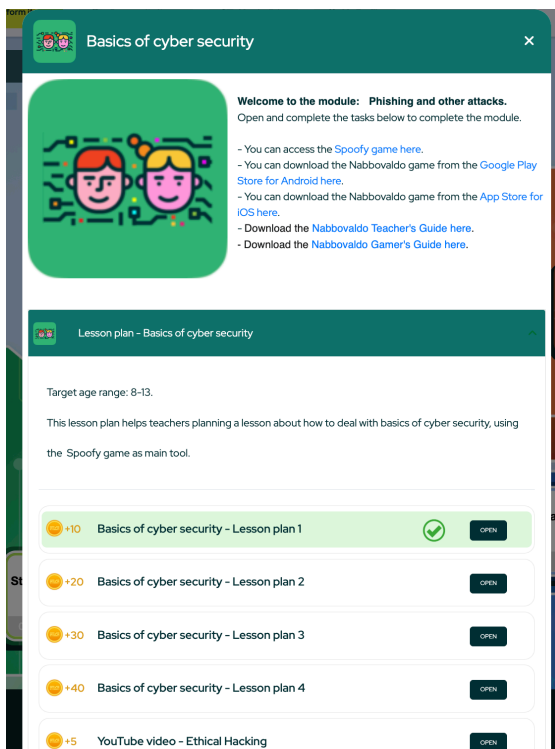 form
Basics of cyber security
×
Welcome to the module: Phishing and other attacks.
Open and complete the tasks below to complete the module.
- You can access the Spoofy game here.
- You can download the Nabbovaldo game from the Google Play
Store for Android here.
- You can download the Nabbovaldo game from the App Store for
iOS here.
- Download the Nabbovaldo Teacher's Guide here.
- Download the Nabbovaldo Gamer's Guide here.
Lesson plan - Basics of cyber security
Target age range: 8-13.
This lesson plan helps teachers planning a lesson about how to deal with basics of cyber security, using
the Spoofy game as main tool.
+10 Basics of cyber security - Lesson plan 1 OPEN
St
+20 Basics of cyber security - Lesson plan 2 OPEN
+30 Basics of cyber security - Lesson plan 3 OPEN
+40 Basics of cyber security - Lesson plan 4 OPEN
+5 YouTube video - Ethical Hacking OPEN